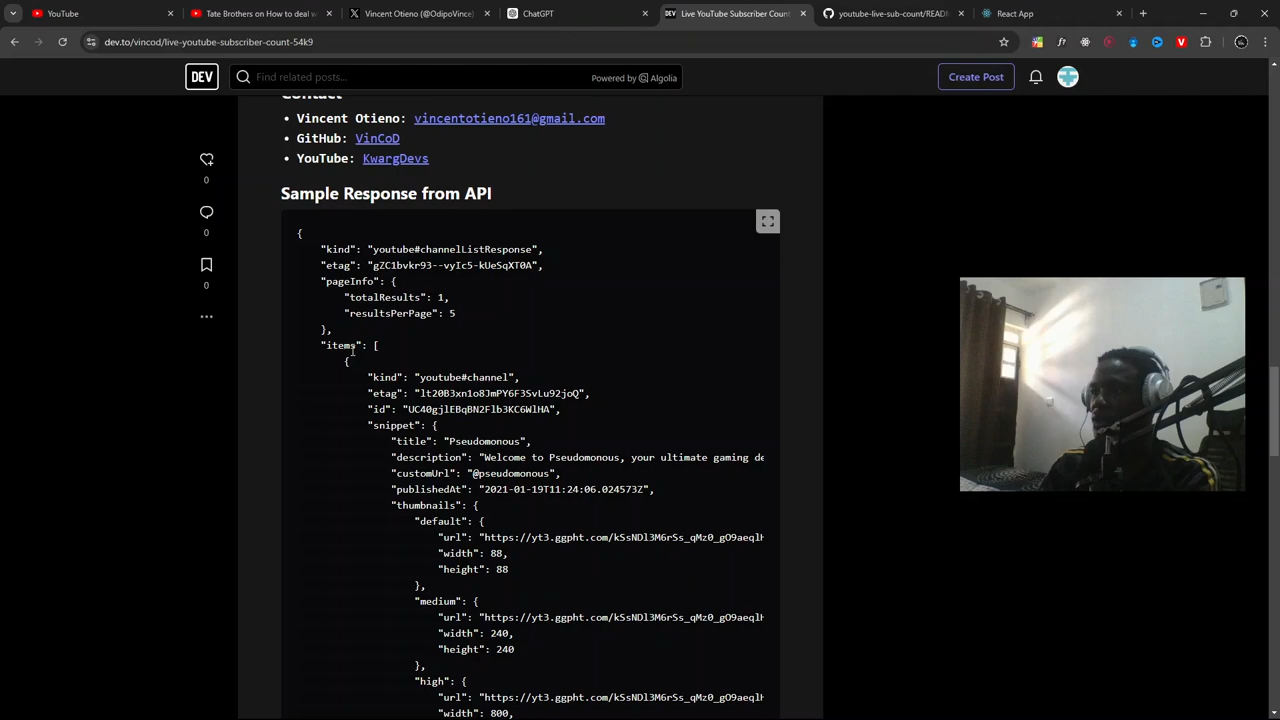 YouTube
Tate Brothers on How to deal w
Vincent Otieno (@OdipoVince)
ChatGPT
Live YouTube Subscriber Count
youtube-live-sub-count/READ
React App
dev.to/vincod/live-youtube-subscriber-count-54k9
DEV
Find related posts...
Powered by Algolia
Create Post
Contact
• Vincent Otieno: vincentotieno161@gmail.com
• GitHub: VinCoD
• YouTube: KwargDevs
Sample Response from API
{
"kind": "youtube#channelListResponse",
"etag": "gZC1bvkr93--vyIc5-kUeSqXT0A",
"pageInfo": {
"totalResults": 1,
"resultsPerPage": 5
},
"items": [
{
"kind": "youtube#channel",
"etag": "lt20B3xn1o8JmPY6F3SvLu92joQ",
"id": "UC40gjlEBqBN2Flb3KC6WlHA",
"snippet": {
"title": "Pseudomonous",
"description": "Welcome to Pseudomonous, your ultimate gaming de
"customUrl": "@pseudomonous",
"publishedAt": "2021-01-19T11:24:06.024573Z",
"thumbnails": {
"default": {
"url": "https://yt3.ggpht.com/kSsNDl3M6rSs_qMz0_gO9aeqlH
"width": 88,
"height": 88
},
"medium": {
"url": "https://yt3.ggpht.com/kSsNDl3M6rSs_qMz0_gO9aeqlH
"width": 240,
"height": 240
},
"high": {
"url": "https://yt3.ggpht.com/kSsNDl3M6rSs_qMz0_gO9aeqlH
"width": 800,
0
0
0